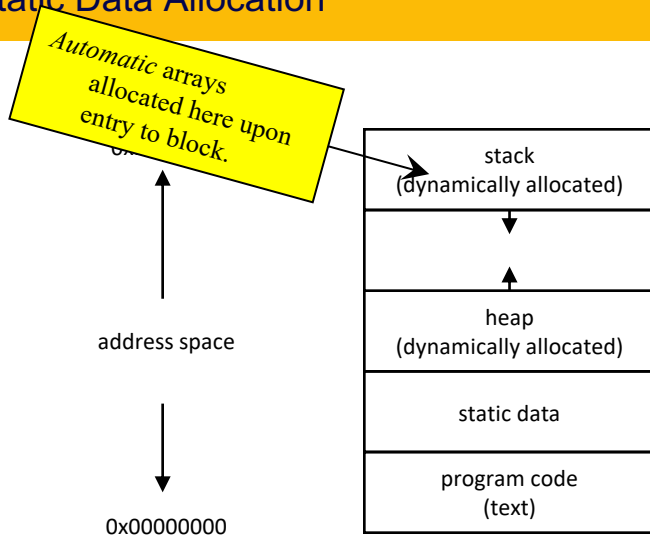 Data Allocation
Automatic arrays
allocated here upon
entry to block.
stack
(dynamically allocated)
heap
(dynamically allocated)
address space
static data
program code
(text)
0x00000000